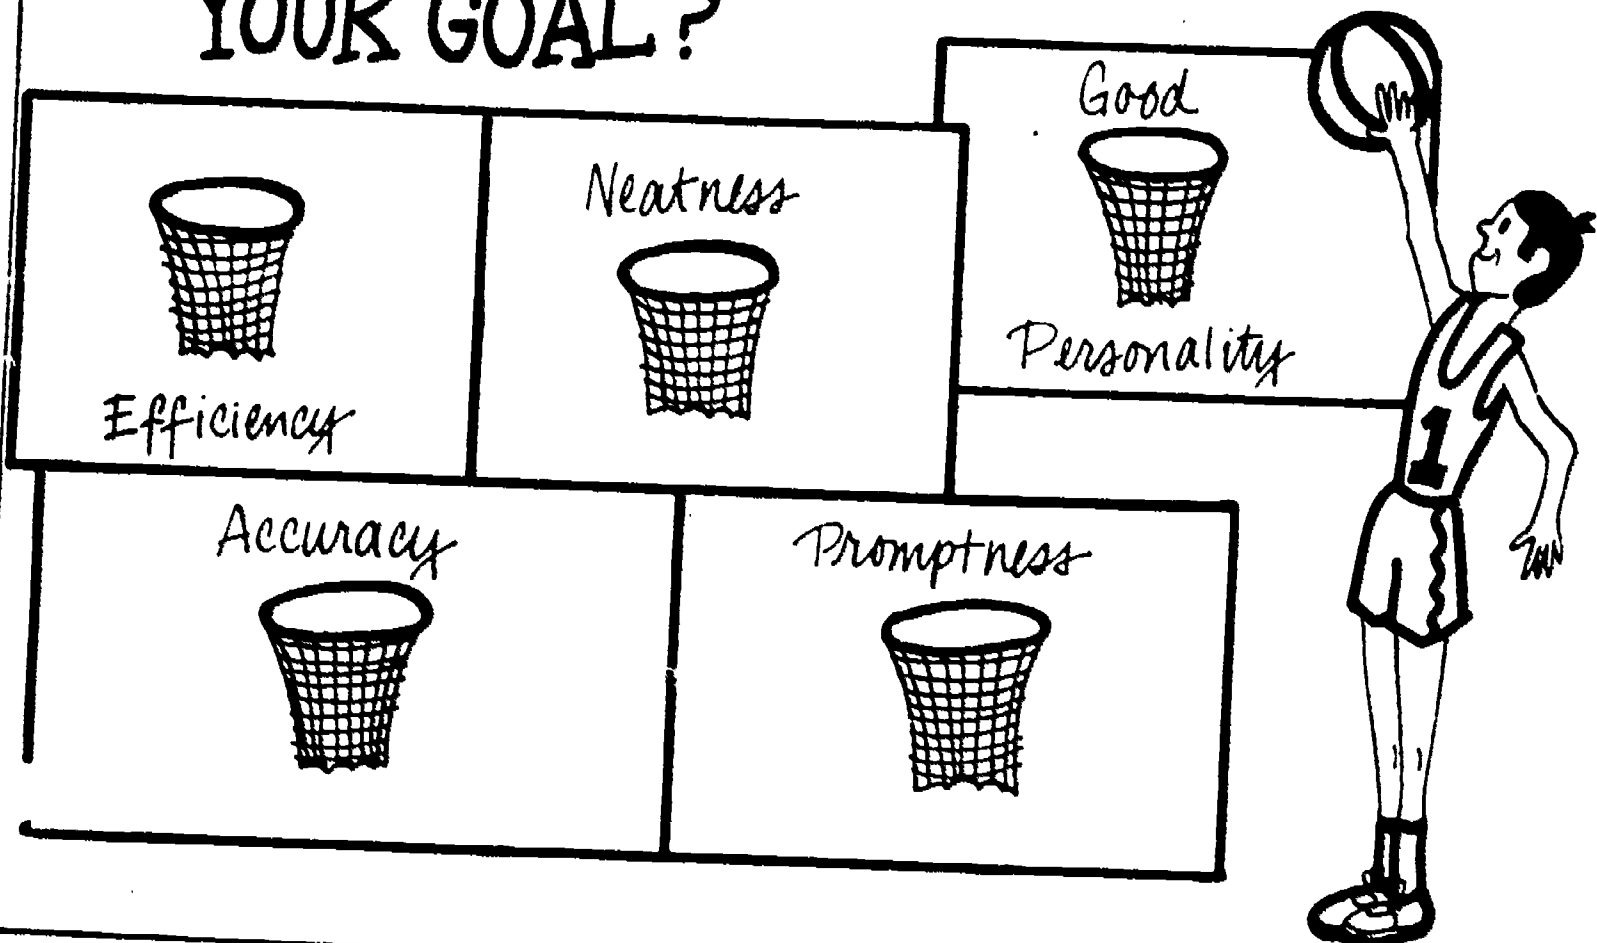 YOUR GOAL?
Good
Personality
Neatness
Efficiency
Accuracy
Promptness
1